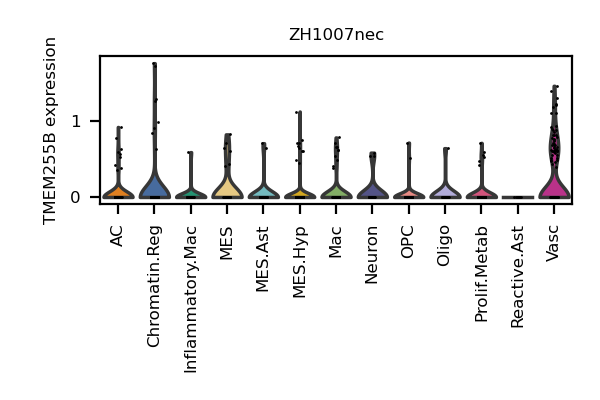 ZH1007nec
TMEM255B expression
1
0
AC
Chromatin.Reg
Inflammatory.Mac
MES
MES.Ast
MES.Hyp
Mac
Neuron
OPC
Oligo
Prolif.Metab
Reactive.Ast
Vasc